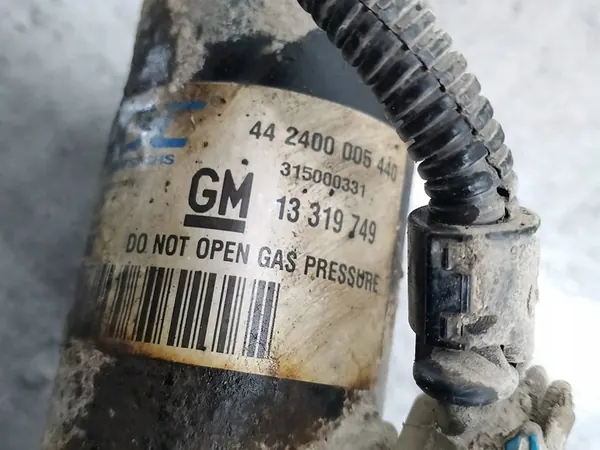 44 2400 005 440
315000331
GM
13 319 749
DO NOT OPEN GAS PRESSURE